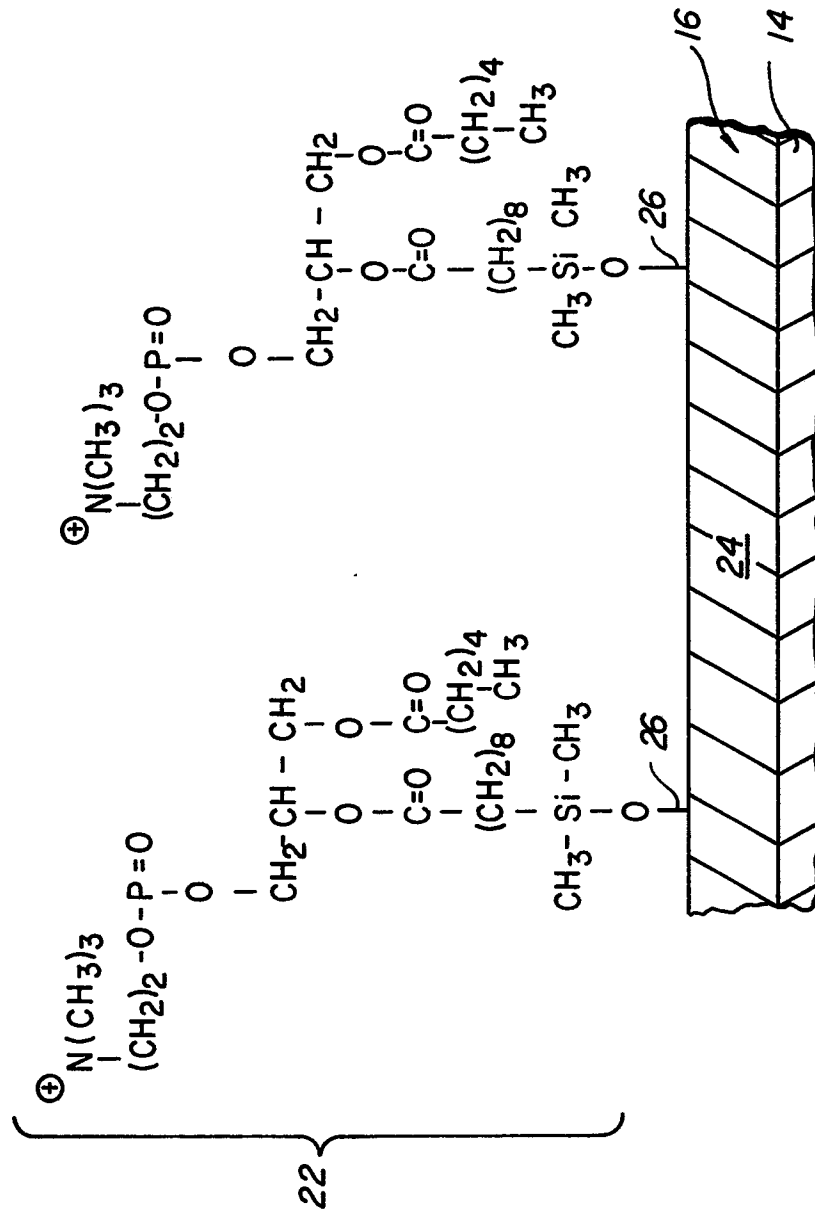 ⊕
N(CH3)3
(CH2)2-O-P=O
O
CH2-CH-CH2
O O
C=O C=O
(CH2)8 (CH2)4
CH3
CH3-Si-CH3
O
26
⊕
N(CH3)3
(CH2)2-O-P=O
O
CH2-CH-CH2
O O
C=O C=O
(CH2)8 (CH2)4
CH3
CH3-Si CH3
O
26
22
24
16
14